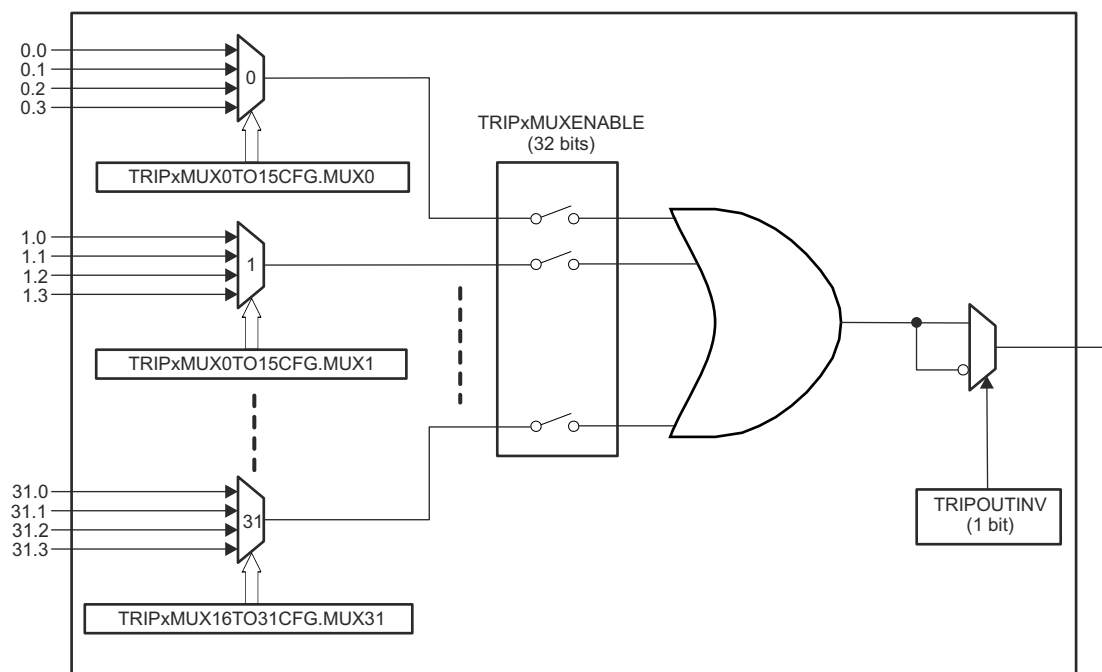 0.0
0.1
0.2
0.3
0
TRIPxMUX0TO15CFG.MUX0
TRIPxMUXENABLE
(32 bits)
1.0
1.1
1.2
1.3
1
TRIPxMUX0TO15CFG.MUX1
31.0
31.1
31.2
31.3
31
TRIPxMUX16TO31CFG.MUX31
TRIPOUTINV
(1 bit)